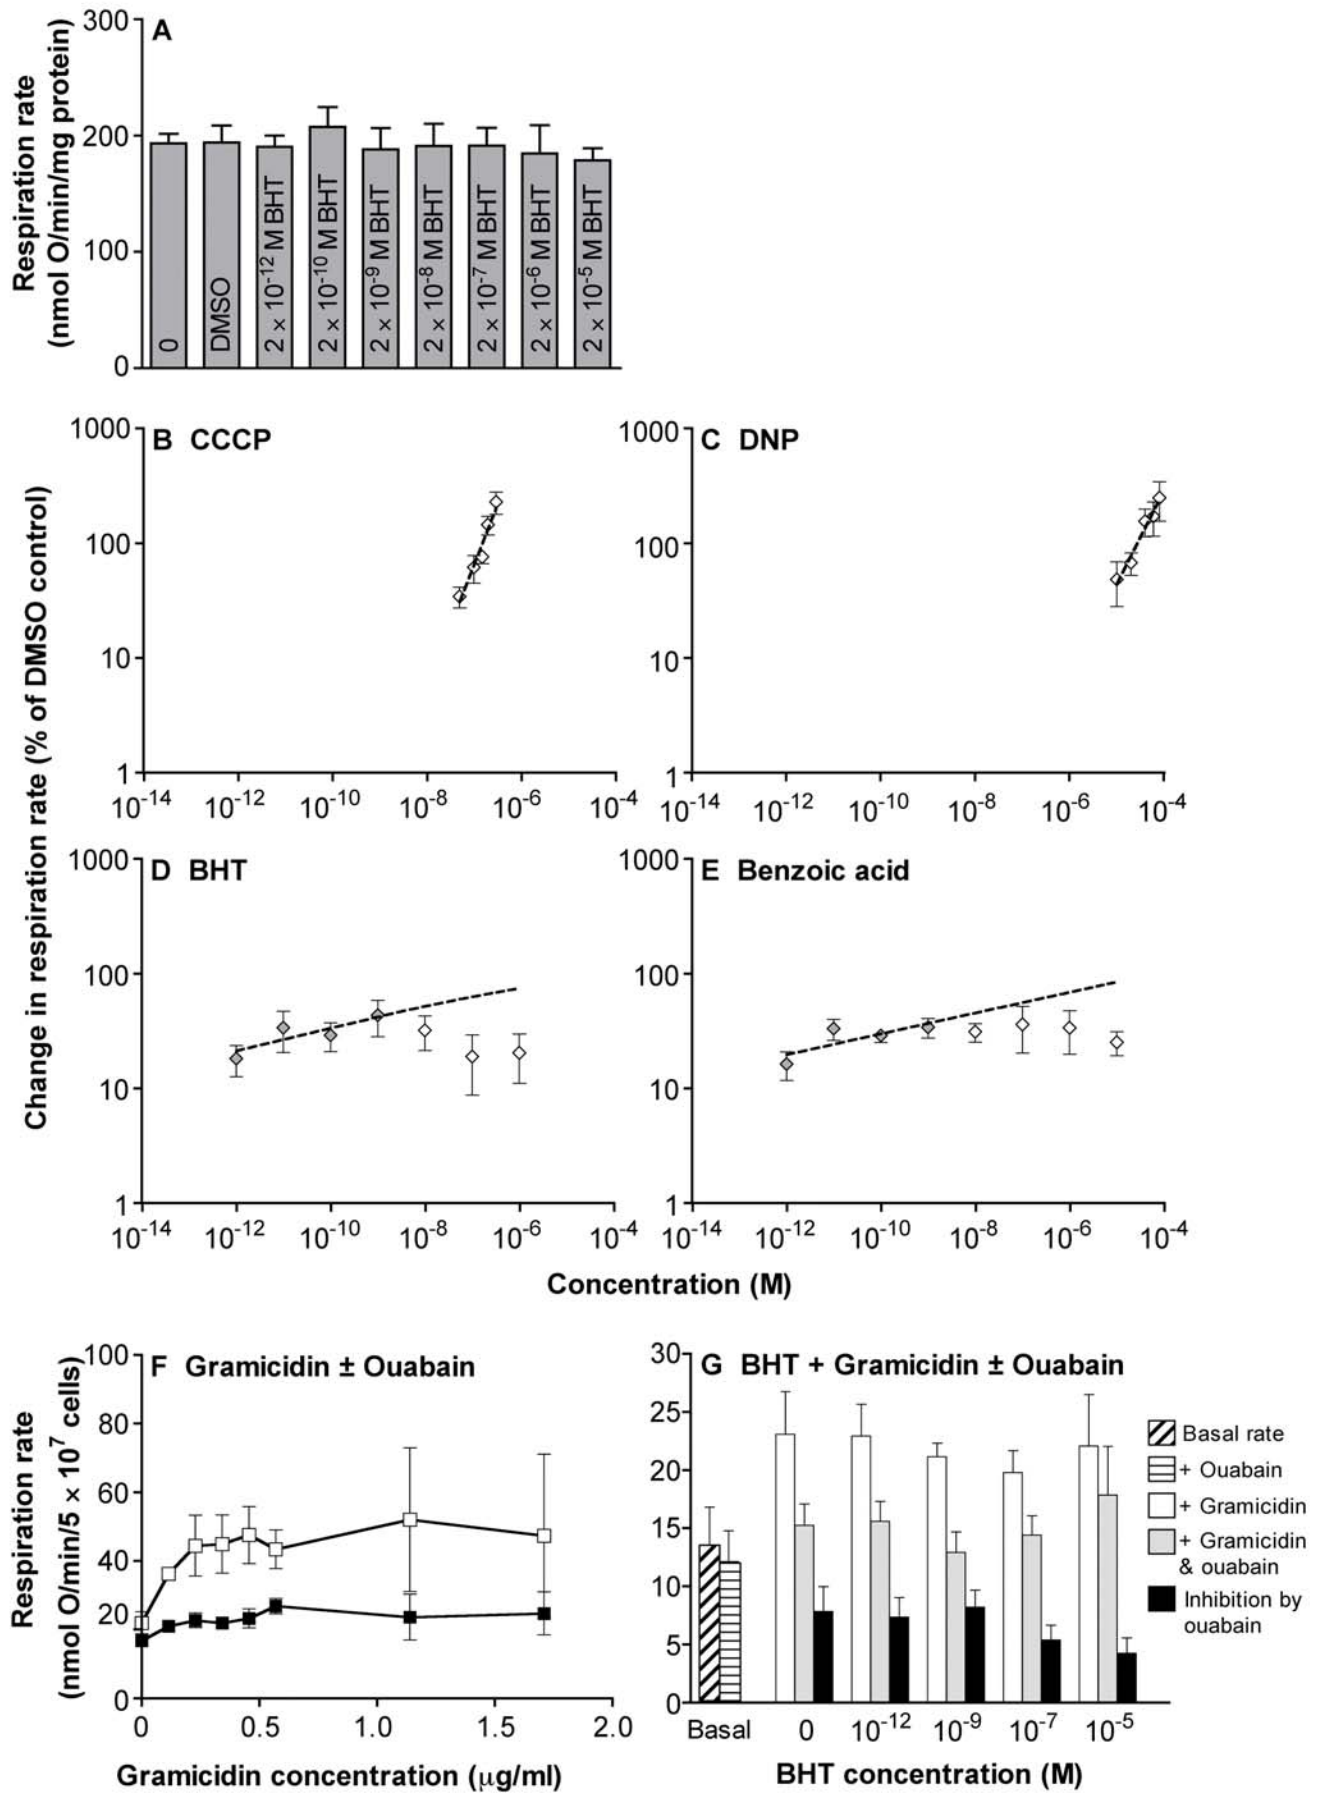 A
Respiration rate
(nmol O/min/mg protein)
300
200
100
0
0
DMSO
2 × 10⁻¹² M BHT
2 × 10⁻¹⁰ M BHT
2 × 10⁻⁹ M BHT
2 × 10⁻⁸ M BHT
2 × 10⁻⁷ M BHT
2 × 10⁻⁶ M BHT
2 × 10⁻⁵ M BHT
Change in respiration rate (% of DMSO control)
B CCCP
1000
100
10
1
10⁻¹⁴ 10⁻¹² 10⁻¹⁰ 10⁻⁸ 10⁻⁶ 10⁻⁴
C DNP
1000
100
10
1
10⁻¹⁴ 10⁻¹² 10⁻¹⁰ 10⁻⁸ 10⁻⁶ 10⁻⁴
D BHT
1000
100
10
1
10⁻¹⁴ 10⁻¹² 10⁻¹⁰ 10⁻⁸ 10⁻⁶ 10⁻⁴
E Benzoic acid
1000
100
10
1
10⁻¹⁴ 10⁻¹² 10⁻¹⁰ 10⁻⁸ 10⁻⁶ 10⁻⁴
Concentration (M)
F Gramicidin ± Ouabain
Respiration rate
(nmol O/min/5 × 10⁷ cells)
100
80
60
40
20
0
0 0.5 1.0 1.5 2.0
Gramicidin concentration (μg/ml)
G BHT + Gramicidin ± Ouabain
30
25
20
15
10
5
0
Basal 0 10⁻¹² 10⁻⁹ 10⁻⁷ 10⁻⁵
BHT concentration (M)
Basal rate
+ Ouabain
+ Gramicidin
+ Gramicidin
& ouabain
Inhibition by
ouabain